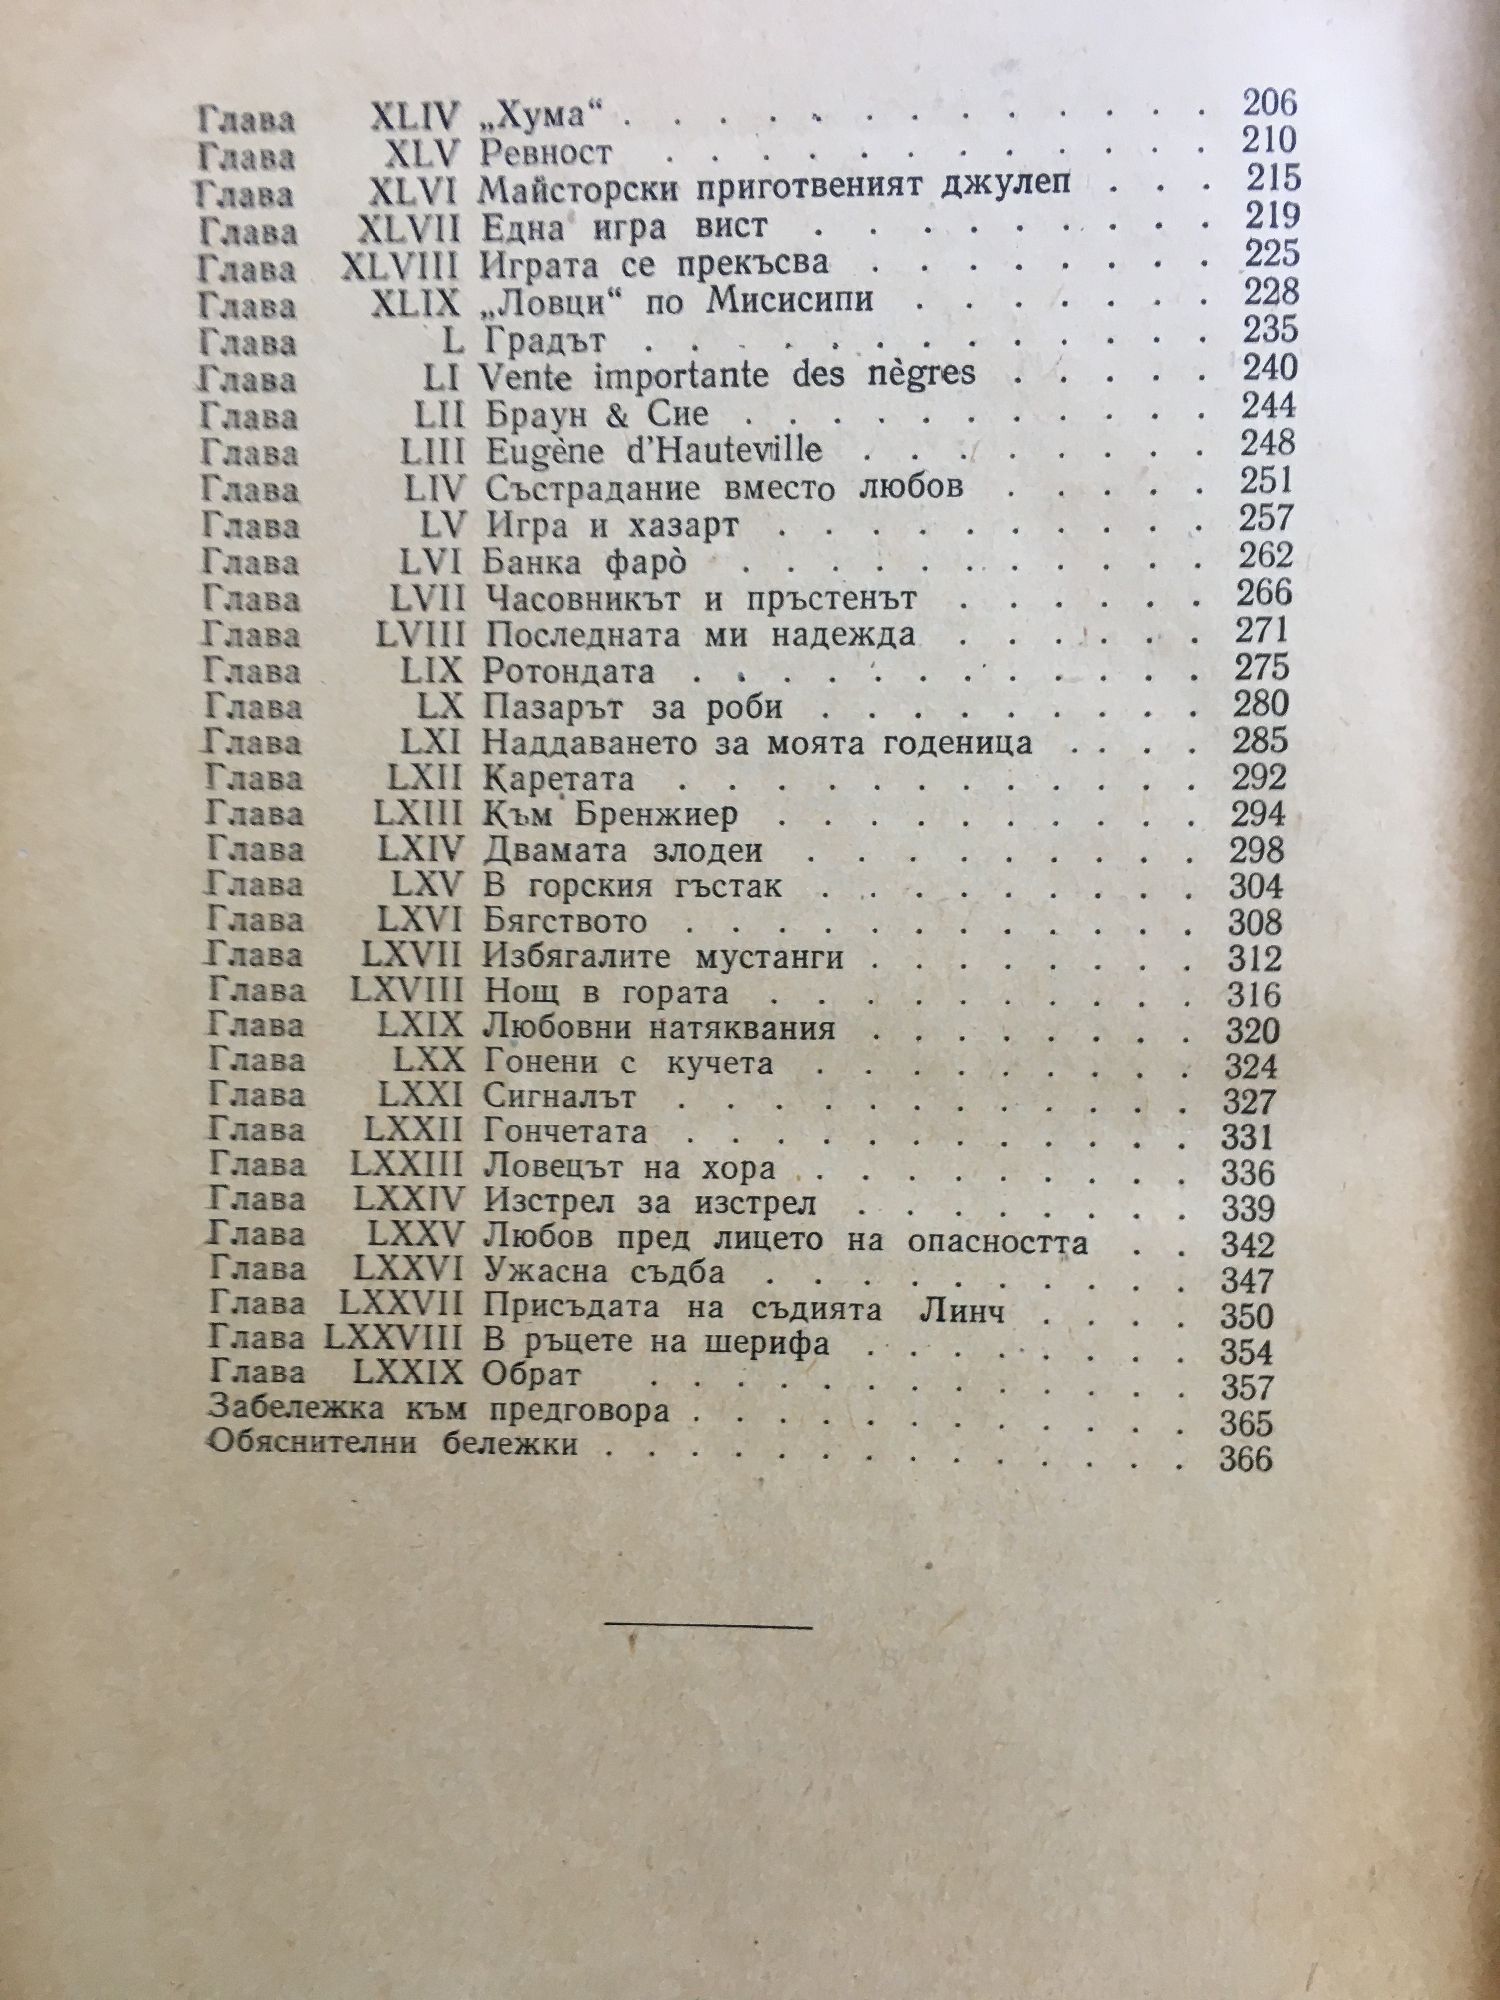 Глава XLIV „Хума“ . . . . . . . . . . . . . 206
Глава XLV Ревност . . . . . . . . . . . . 210
Глава XLVI Майсторски приготвеният джулеп . . . 215
Глава XLVII Една игра вист . . . . . . . . . 219
Глава XLVIII Играта се прекъсва . . . . . . . . 225
Глава XLIX „Ловци“ по Мисисипи . . . . . . . 228
Глава L Градът . . . . . . . . . . . . . 235
Глава LI Vente importante des nègres . . . . . 240
Глава LII Браун & Сие . . . . . . . . . . . 244
Глава LIII Eugène d'Hauteville . . . . . . . . 248
Глава LIV Състрадание вместо любов . . . . . 251
Глава LV Игра и хазарт . . . . . . . . . . 257
Глава LVI Банка фаро̀ . . . . . . . . . . . 262
Глава LVII Часовникът и пръстенът . . . . . . 266
Глава LVIII Последната ми надежда . . . . . . 271
Глава LIX Ротондата . . . . . . . . . . . . 275
Глава LX Пазарът за роби . . . . . . . . . 280
Глава LXI Наддаването за моята годеница . . . . 285
Глава LXII Каретата . . . . . . . . . . . . 292
Глава LXIII Към Бренжиер . . . . . . . . . . 294
Глава LXIV Двамата злодеи . . . . . . . . . 298
Глава LXV В горския гъстак . . . . . . . . . 304
Глава LXVI Бягството . . . . . . . . . . . . 308
Глава LXVII Избягалите мустанги . . . . . . . . 312
Глава LXVIII Нощ в гората . . . . . . . . . . 316
Глава LXIX Любовни натяквания . . . . . . . . 320
Глава LXX Гонени с кучета . . . . . . . . . 324
Глава LXXI Сигналът . . . . . . . . . . . . 327
Глава LXXII Гончетата . . . . . . . . . . . . 331
Глава LXXIII Ловецът на хора . . . . . . . . . 336
Глава LXXIV Изстрел за изстрел . . . . . . . . 339
Глава LXXV Любов пред лицето на опасността . . 342
Глава LXXVI Ужасна съдба . . . . . . . . . . 347
Глава LXXVII Присъдата на съдията Линч . . . . 350
Глава LXXVIII В ръцете на шерифа . . . . . . . . 354
Глава LXXIX Обрат . . . . . . . . . . . . . 357
Забележка към предговора . . . . . . . . . . . . 365
Обяснителни бележки . . . . . . . . . . . . . . 366